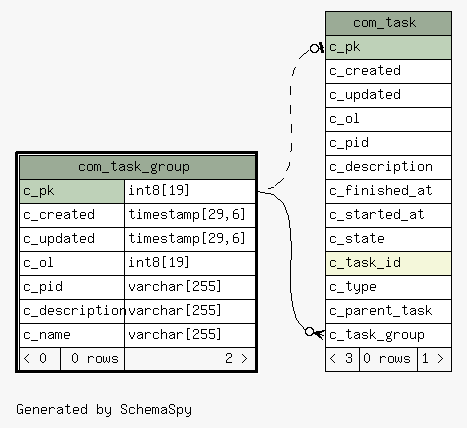 com_task
c_pk
c_created
c_updated
c_ol
c_pid
c_description
c_finished_at
c_started_at
c_state
c_task_id
c_type
c_parent_task
c_task_group
< 3 0 rows 1 >
com_task_group
c_pk int8[19]
c_created timestamp[29,6]
c_updated timestamp[29,6]
c_ol int8[19]
c_pid varchar[255]
c_description varchar[255]
c_name varchar[255]
< 0 0 rows 2 >
Generated by SchemaSpy